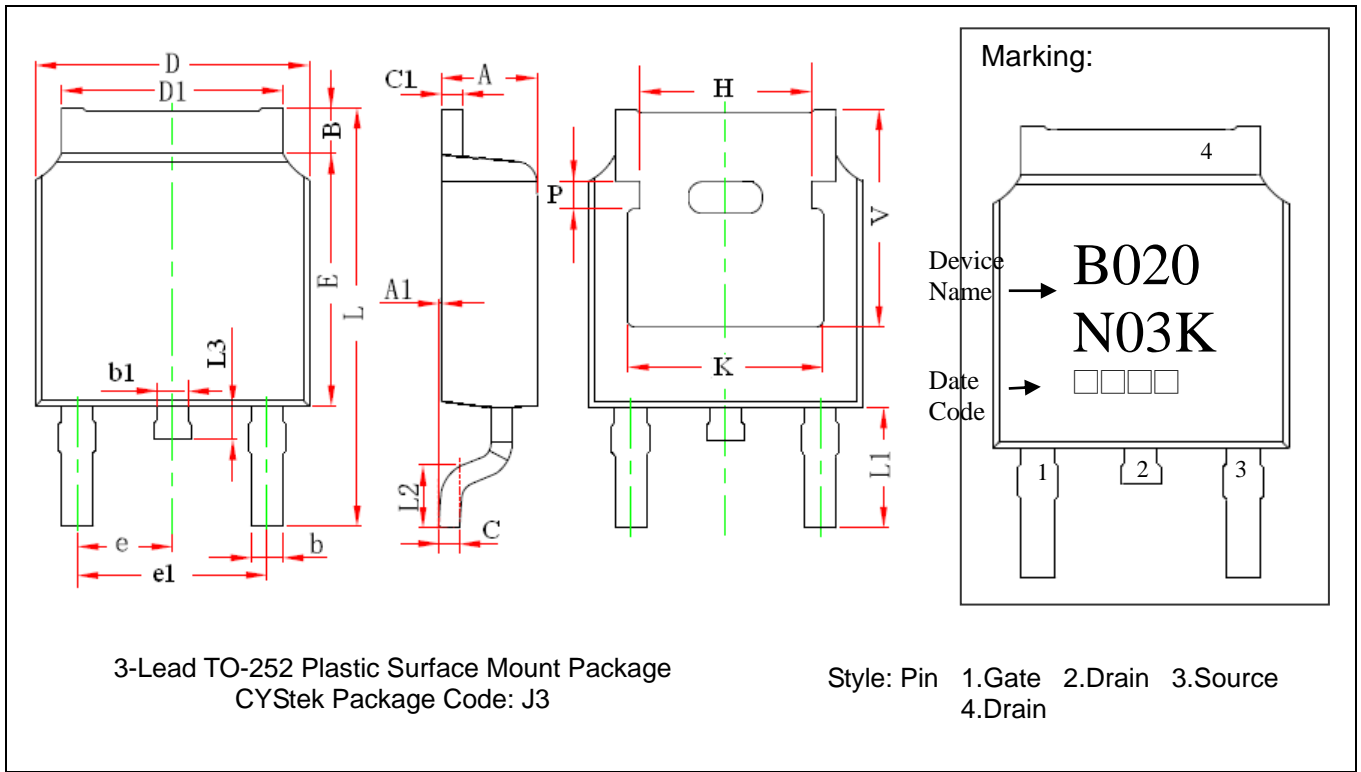 D
D1
B
E
L
L3
b1
e
e1
b
C1
A
A1
L2
C
H
P
V
K
L1
Marking:
4
Device
Name
B020
N03K
Date
Code
□□□□
1
2
3
3-Lead TO-252 Plastic Surface Mount Package
CYStek Package Code: J3
Style: Pin 1.Gate 2.Drain 3.Source
4.Drain